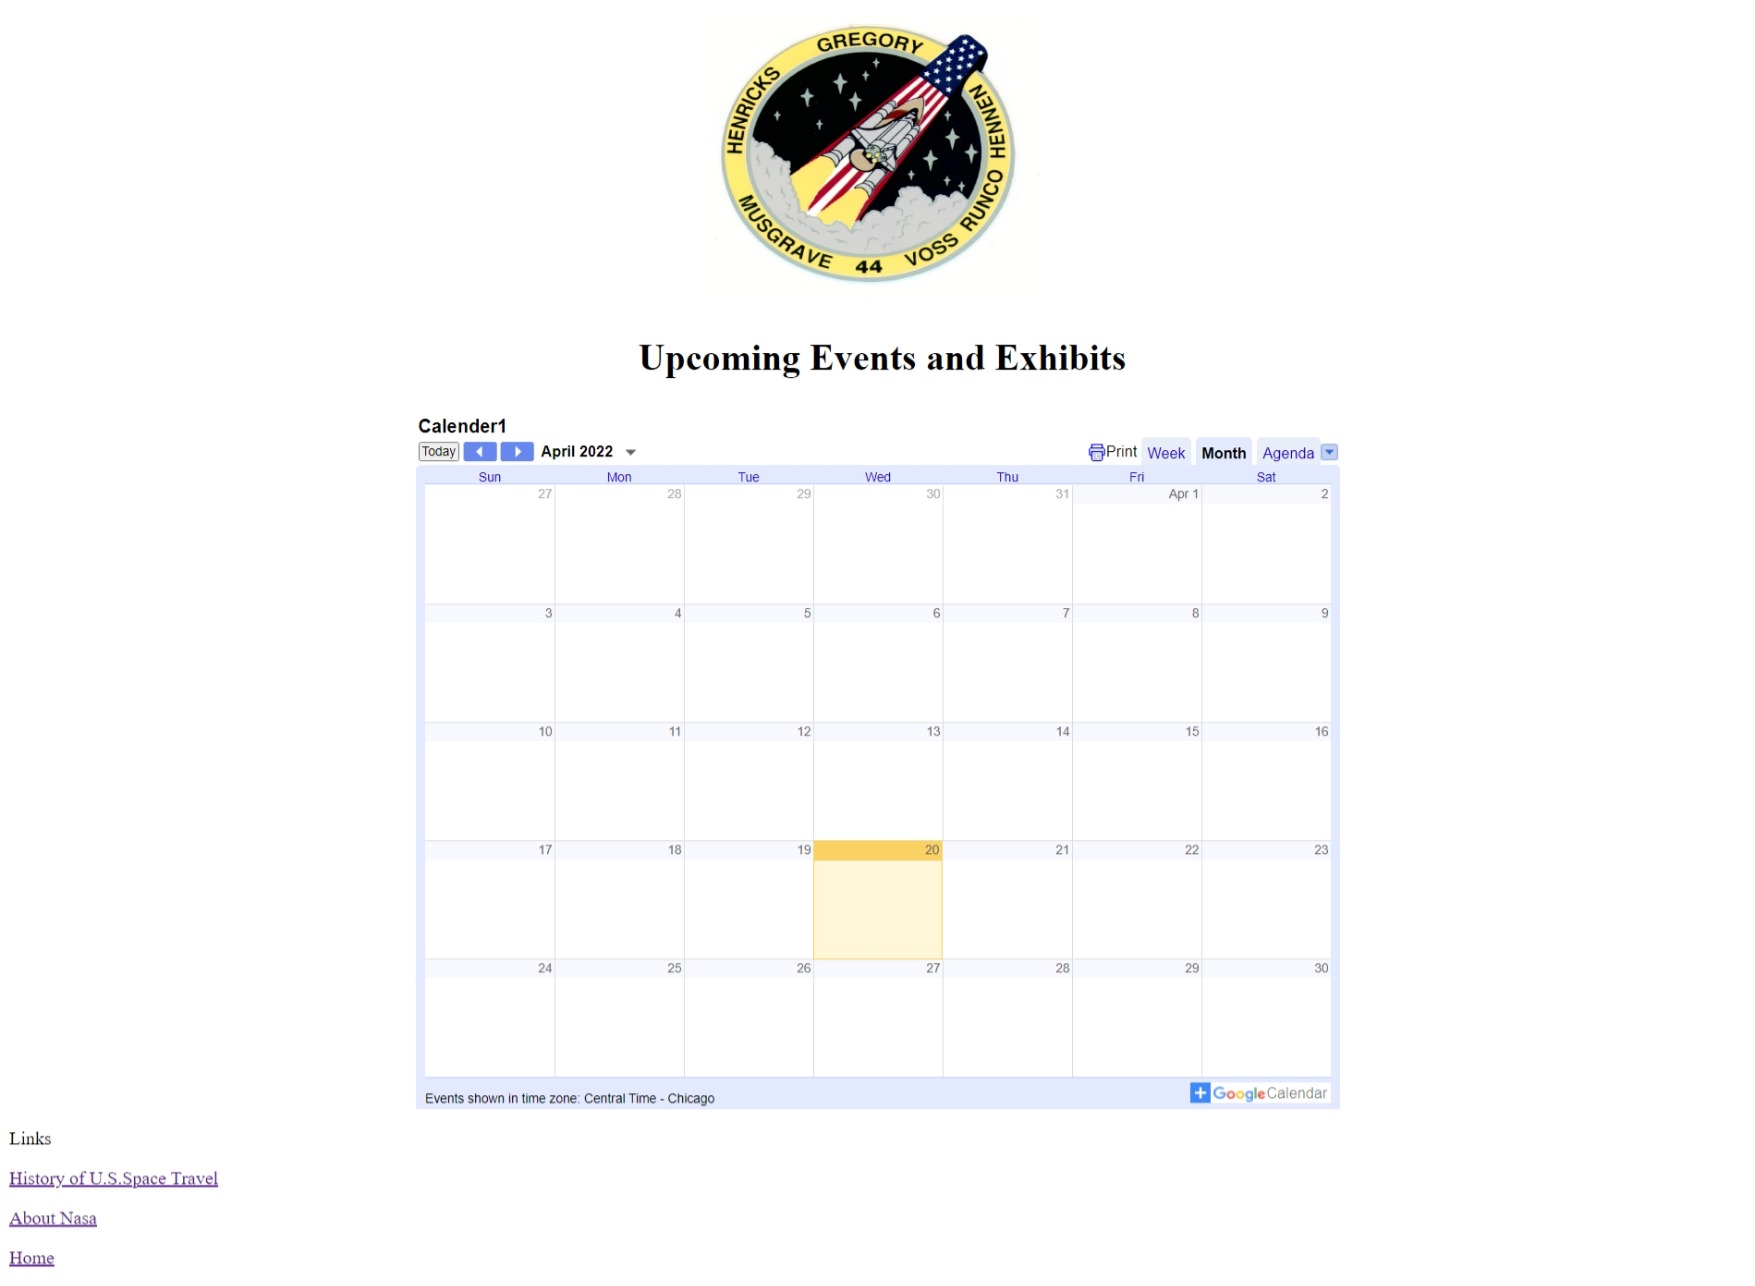 HENRICKS GREGORY HENNEN
MUSGRAVE 44 VOSS RUNCO
Upcoming Events and Exhibits
Calender1
Today April 2022 Print Week Month Agenda
Sun Mon Tue Wed Thu Fri Sat
27 28 29 30 31 Apr 1 2
3 4 5 6 7 8 9
10 11 12 13 14 15 16
17 18 19 20 21 22 23
24 25 26 27 28 29 30
Events shown in time zone: Central Time - Chicago
Google Calendar
Links
History of U.S.Space Travel
About Nasa
Home